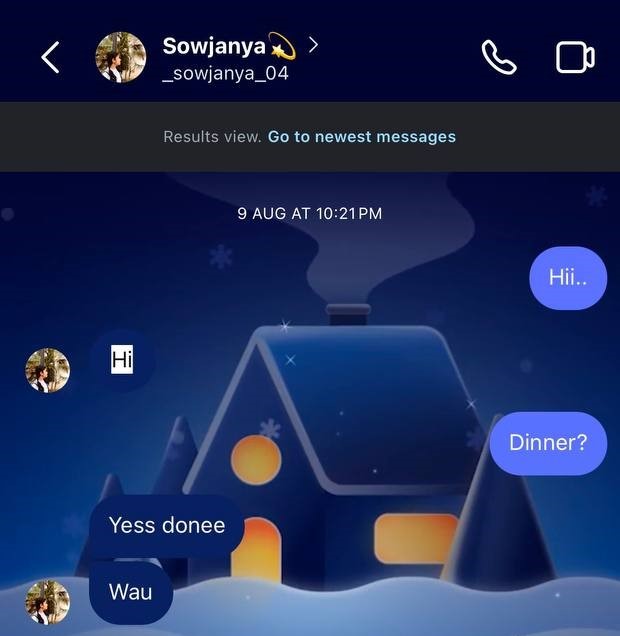 Sowjanya💫
_sowjanya_04
Results view. Go to newest messages
9 AUG AT 10:21 PM
Hii..
Hi
Dinner?
Yess donee
Wau